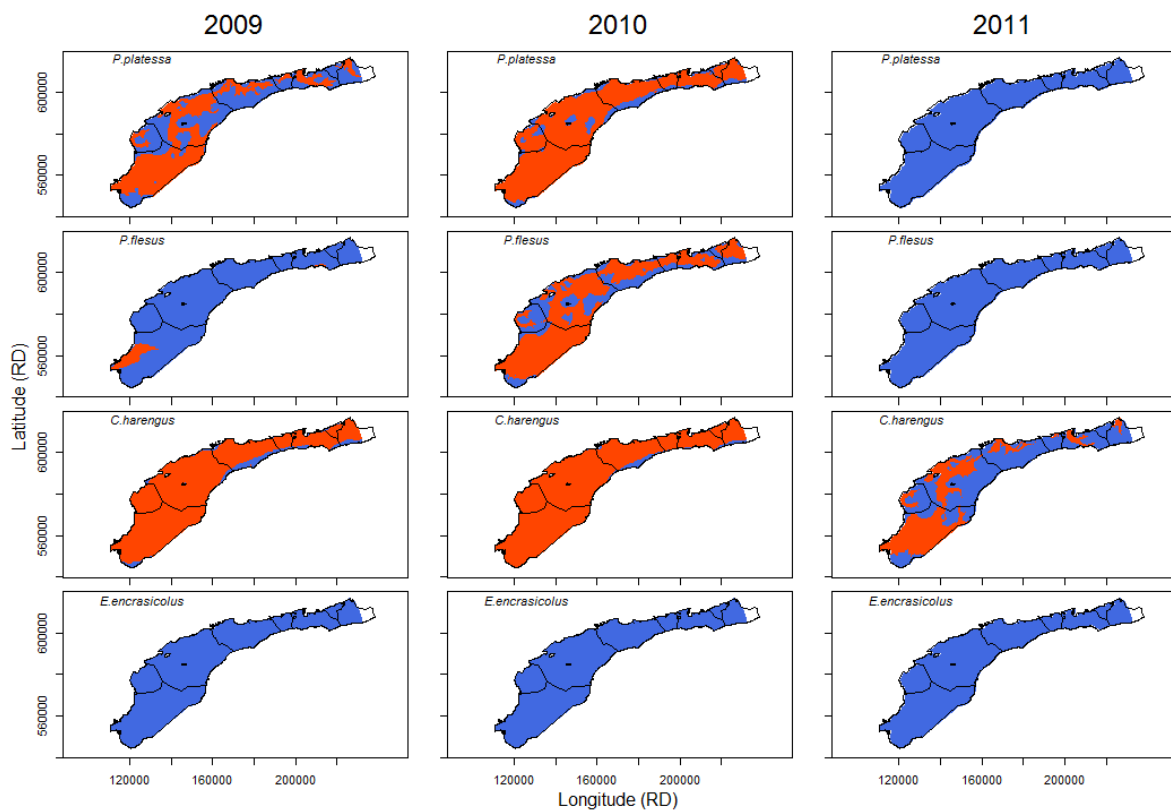 2009 2010 2011
P.platessa P.platessa P.platessa
600000
560000
P.flesus P.flesus P.flesus
600000
560000
Latitude (RD)
C.harengus C.harengus C.harengus
600000
560000
E.encrasicolus E.encrasicolus E.encrasicolus
600000
560000
120000 160000 200000 120000 160000 200000 120000 160000 200000
Longitude (RD)